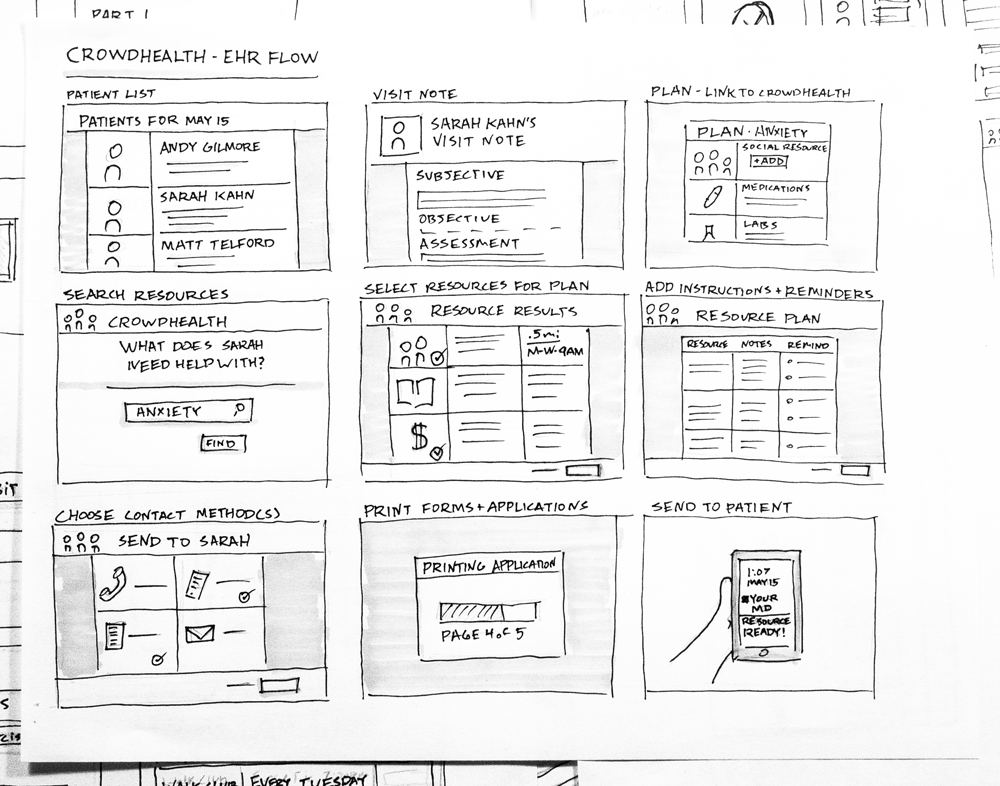 PART 1
CROWDHEALTH - EHR FLOW
PATIENT LIST
PATIENTS FOR MAY 15
ANDY GILMORE
SARAH KAHN
MATT TELFORD
VISIT NOTE
SARAH KAHN'S
VISIT NOTE
SUBJECTIVE
OBJECTIVE
ASSESSMENT
PLAN - LINK TO CROWDHEALTH
PLAN - ANXIETY
SOCIAL RESOURCE
+ADD
MEDICATIONS
LABS
SEARCH RESOURCES
CROWDHEALTH
WHAT DOES SARAH
NEED HELP WITH?
ANXIETY
FIND
SELECT RESOURCES FOR PLAN
RESOURCE RESULTS
.5mi
M-W-9AM
$
ADD INSTRUCTIONS + REMINDERS
RESOURCE PLAN
RESOURCE NOTES REMIND
CHOOSE CONTACT METHOD(S)
SEND TO SARAH
PRINT FORMS + APPLICATIONS
PRINTING APPLICATION
PAGE 4 of 5
SEND TO PATIENT
1:07
MAY 15
YOUR
MD
RESOURCE
READY!
EVERY TUESDAY